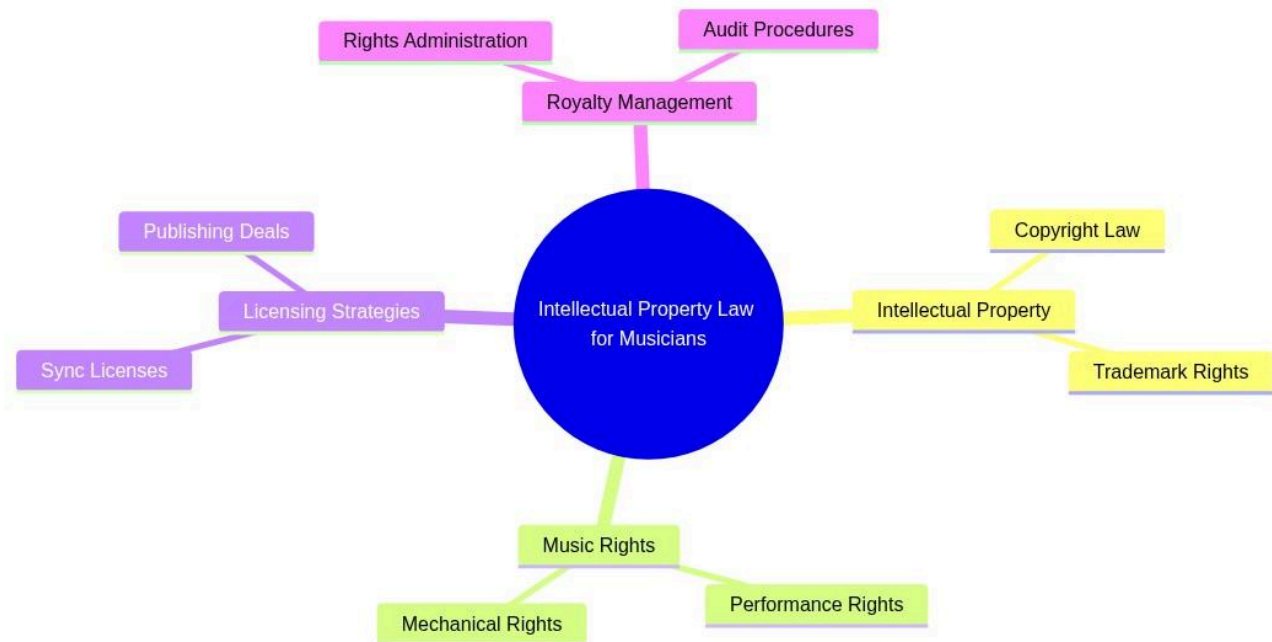 Audit Procedures
Rights Administration
Royalty Management
Publishing Deals
Copyright Law
Licensing Strategies
Intellectual Property Law
for Musicians
Intellectual Property
Sync Licenses
Trademark Rights
Music Rights
Performance Rights
Mechanical Rights